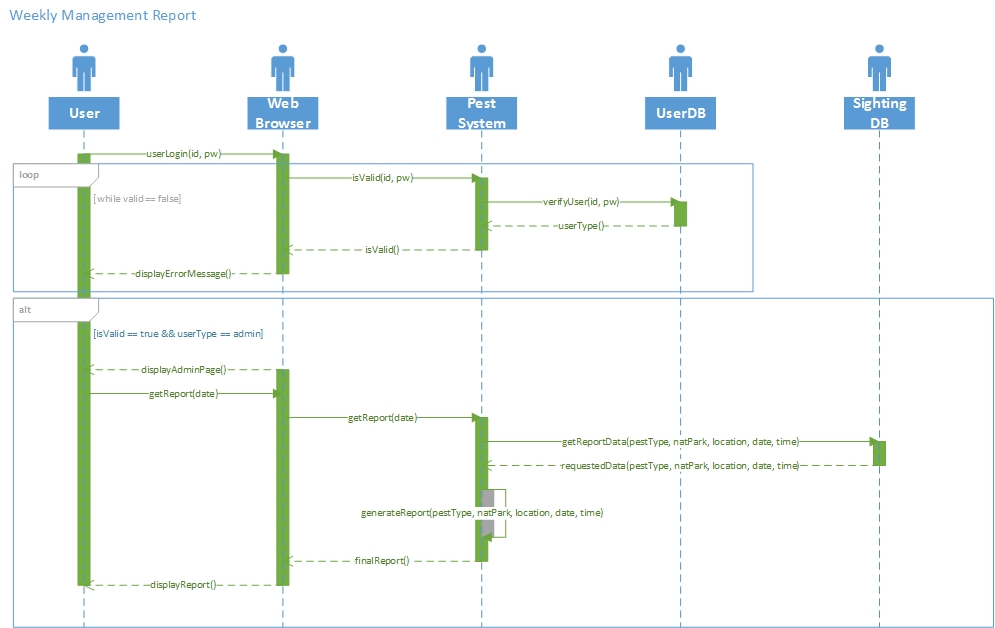 Weekly Management Report
User
Web
Browser
Pest
System
UserDB
Sighting
DB
userLogin(id, pw)
loop
isValid(id, pw)
[while valid == false]
verifyUser(id, pw)
userType()
isValid()
displayErrorMessage()
alt
[isValid == true && userType == admin]
displayAdminPage()
getReport(date)
getReport(date)
getReportData(pestType, natPark, location, date, time)
requestedData(pestType, natPark, location, date, time)
generateReport(pestType, natPark, location, date, time)
finalReport()
displayReport()